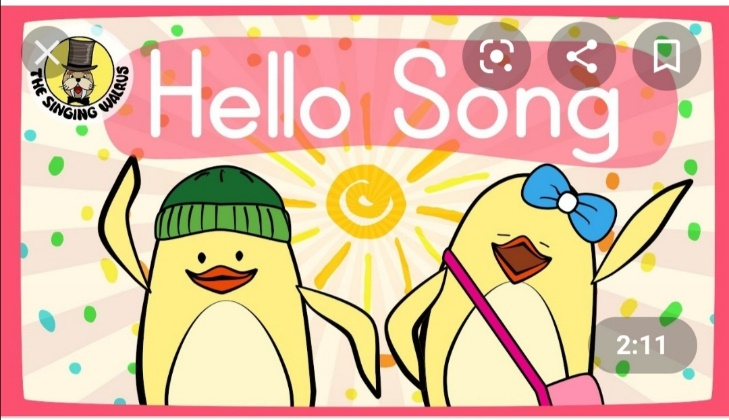 Hello Song
THE SINGING WALRUS
2:11